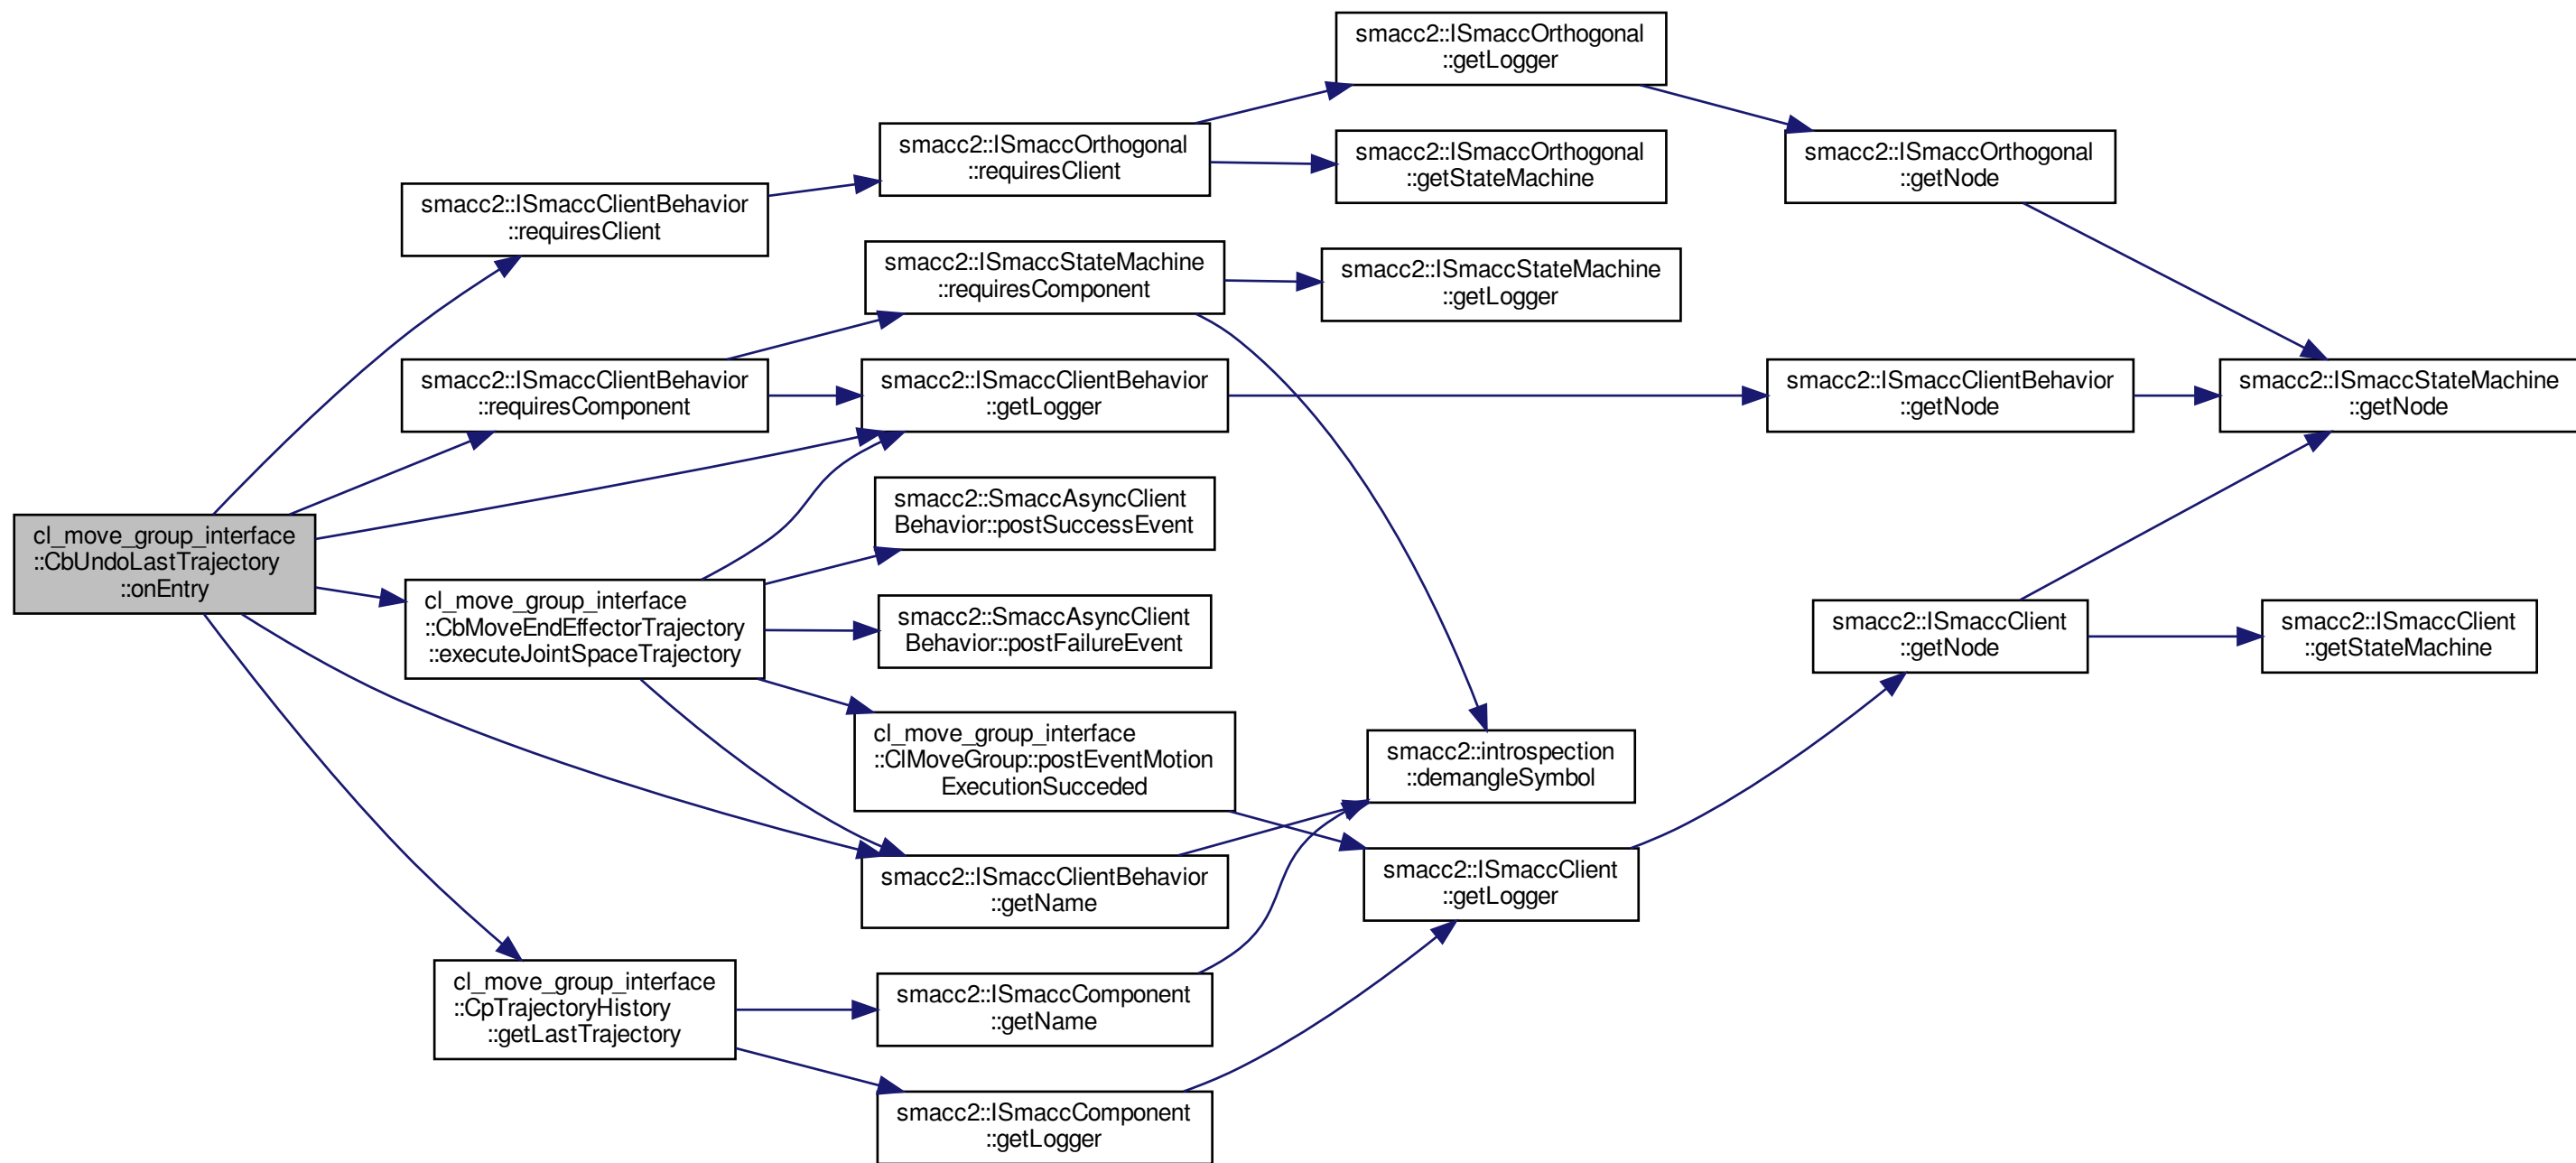 cl_move_group_interface
::CbUndoLastTrajectory
::onEntry
smacc2::ISmaccClientBehavior
::requiresClient
smacc2::ISmaccClientBehavior
::requiresComponent
cl_move_group_interface
::CbMoveEndEffectorTrajectory
::executeJointSpaceTrajectory
cl_move_group_interface
::CpTrajectoryHistory
::getLastTrajectory
smacc2::ISmaccOrthogonal
::requiresClient
smacc2::ISmaccStateMachine
::requiresComponent
smacc2::ISmaccClientBehavior
::getLogger
smacc2::SmaccAsyncClient
Behavior::postSuccessEvent
smacc2::SmaccAsyncClient
Behavior::postFailureEvent
cl_move_group_interface
::ClMoveGroup::postEventMotion
ExecutionSucceded
smacc2::ISmaccClientBehavior
::getName
smacc2::ISmaccComponent
::getName
smacc2::ISmaccComponent
::getLogger
smacc2::ISmaccOrthogonal
::getLogger
smacc2::ISmaccOrthogonal
::getStateMachine
smacc2::ISmaccStateMachine
::getLogger
smacc2::introspection
::demangleSymbol
smacc2::ISmaccClient
::getLogger
smacc2::ISmaccOrthogonal
::getNode
smacc2::ISmaccClientBehavior
::getNode
smacc2::ISmaccClient
::getNode
smacc2::ISmaccStateMachine
::getNode
smacc2::ISmaccClient
::getStateMachine